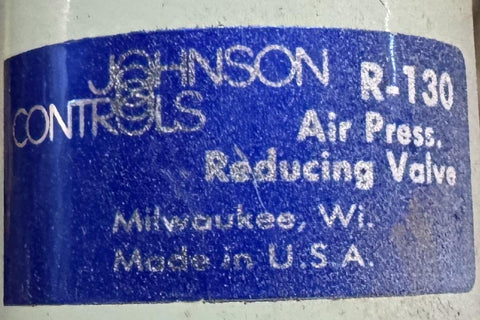 JOHNSON
CONTROLS
R-130
Air Press.
Reducing Valve
Milwaukee, Wi.
Made in U.S.A.